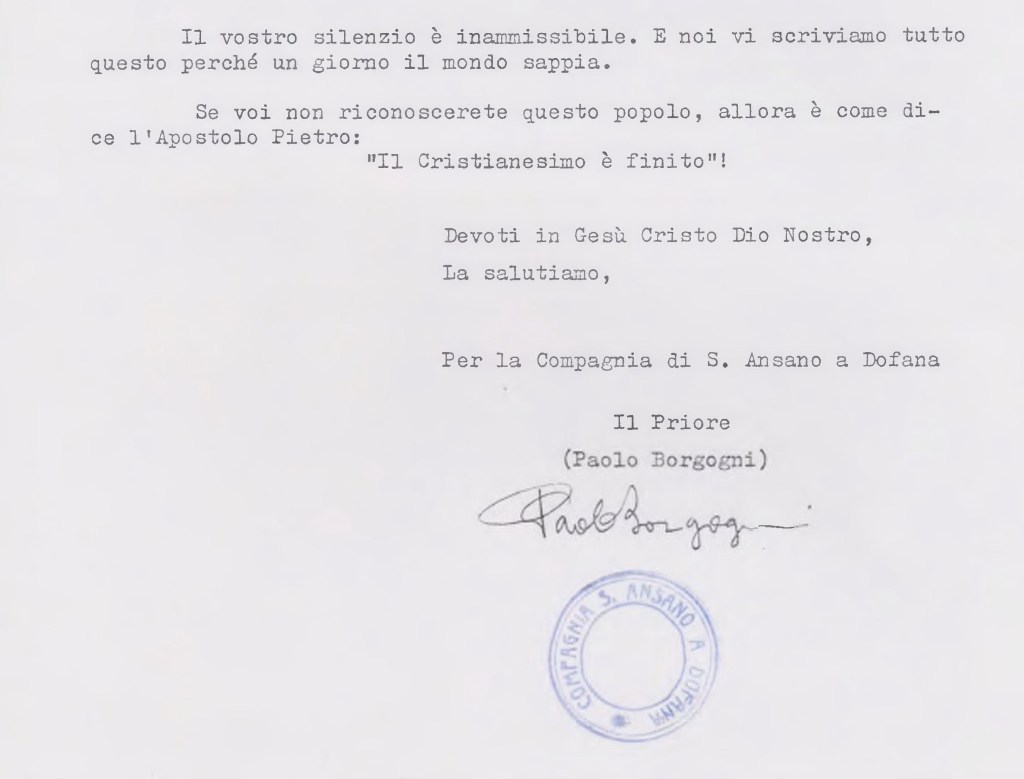 Il vostro silenzio è inammissibile. E noi vi scriviamo tutto
questo perché un giorno il mondo sappia.
Se voi non riconoscerete questo popolo, allora è come di-
ce l'Apostolo Pietro:
"Il Cristianesimo è finito"!
Devoti in Gesù Cristo Dio Nostro,
La salutiamo,
Per la Compagnia di S. Ansano a Dofana
Il Priore
(Paolo Borgogni)
Paolo Borgogni
COMPAGNIA S. ANSANO A DOFANA